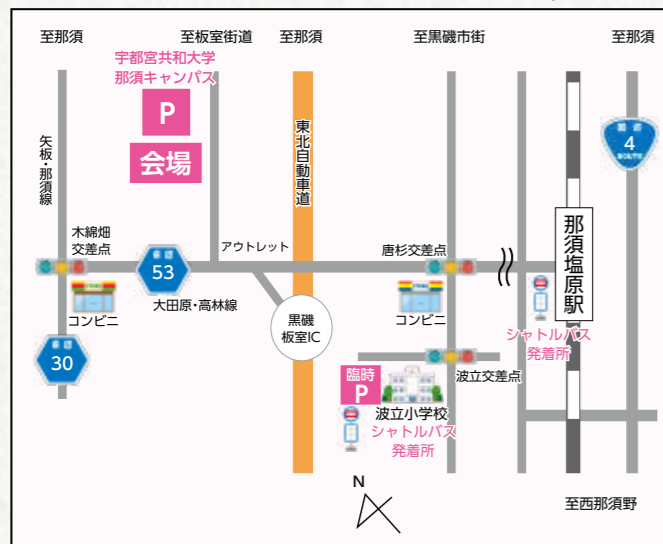 至那須
至板室街道
至那須
至黒磯市街
至那須
宇都宮共和大学
那須キャンパス
P
会場
矢板・那須線
東北自動車道
国道
4
ROUTE
木綿畑
交差点
県道
53
アウトレット
唐杉交差点
那須塩原駅
コンビニ
大田原・高林線
黒磯
板室IC
コンビニ
シャトルバス
発着所
30
臨時
P
波立交差点
波立小学校
シャトルバス
発着所
N
至西那須野